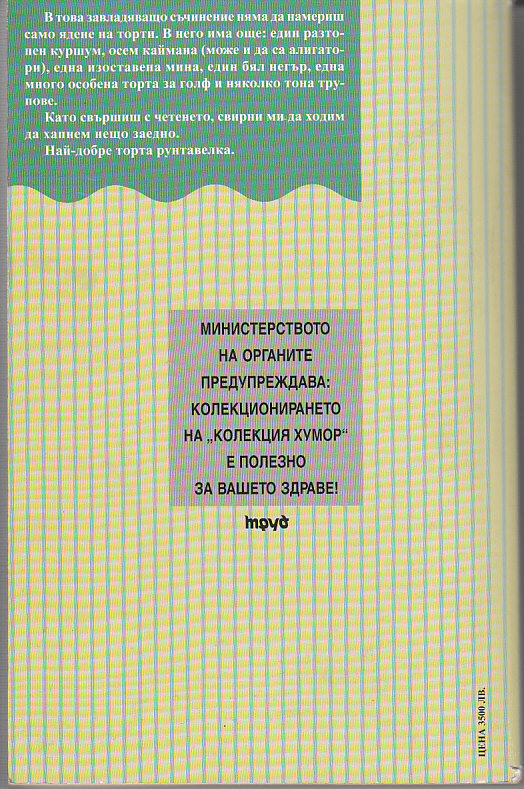 В това завладяващо съчинение няма да намериш
само ядене на торти. В него има още: един разто-
пен куршум, осем каймана (може и да са алигато-
ри), една изоставена мина, един бял негър, една
много особена торта за голф и няколко тона тру-
пове.
Като свършиш с четенето, свирни ми да ходим
да хапнем нещо заедно.
Най-добре торта рунтавелка.
МИНИСТЕРСТВОТО
НА ОРГАНИТЕ
ПРЕДУПРЕЖДАВА:
КОЛЕКЦИОНИРАНЕТО
НА „КОЛЕКЦИЯ ХУМОР“
Е ПОЛЕЗНО
ЗА ВАШЕТО ЗДРАВЕ!
труд
ЦЕНА 3500 ЛВ.